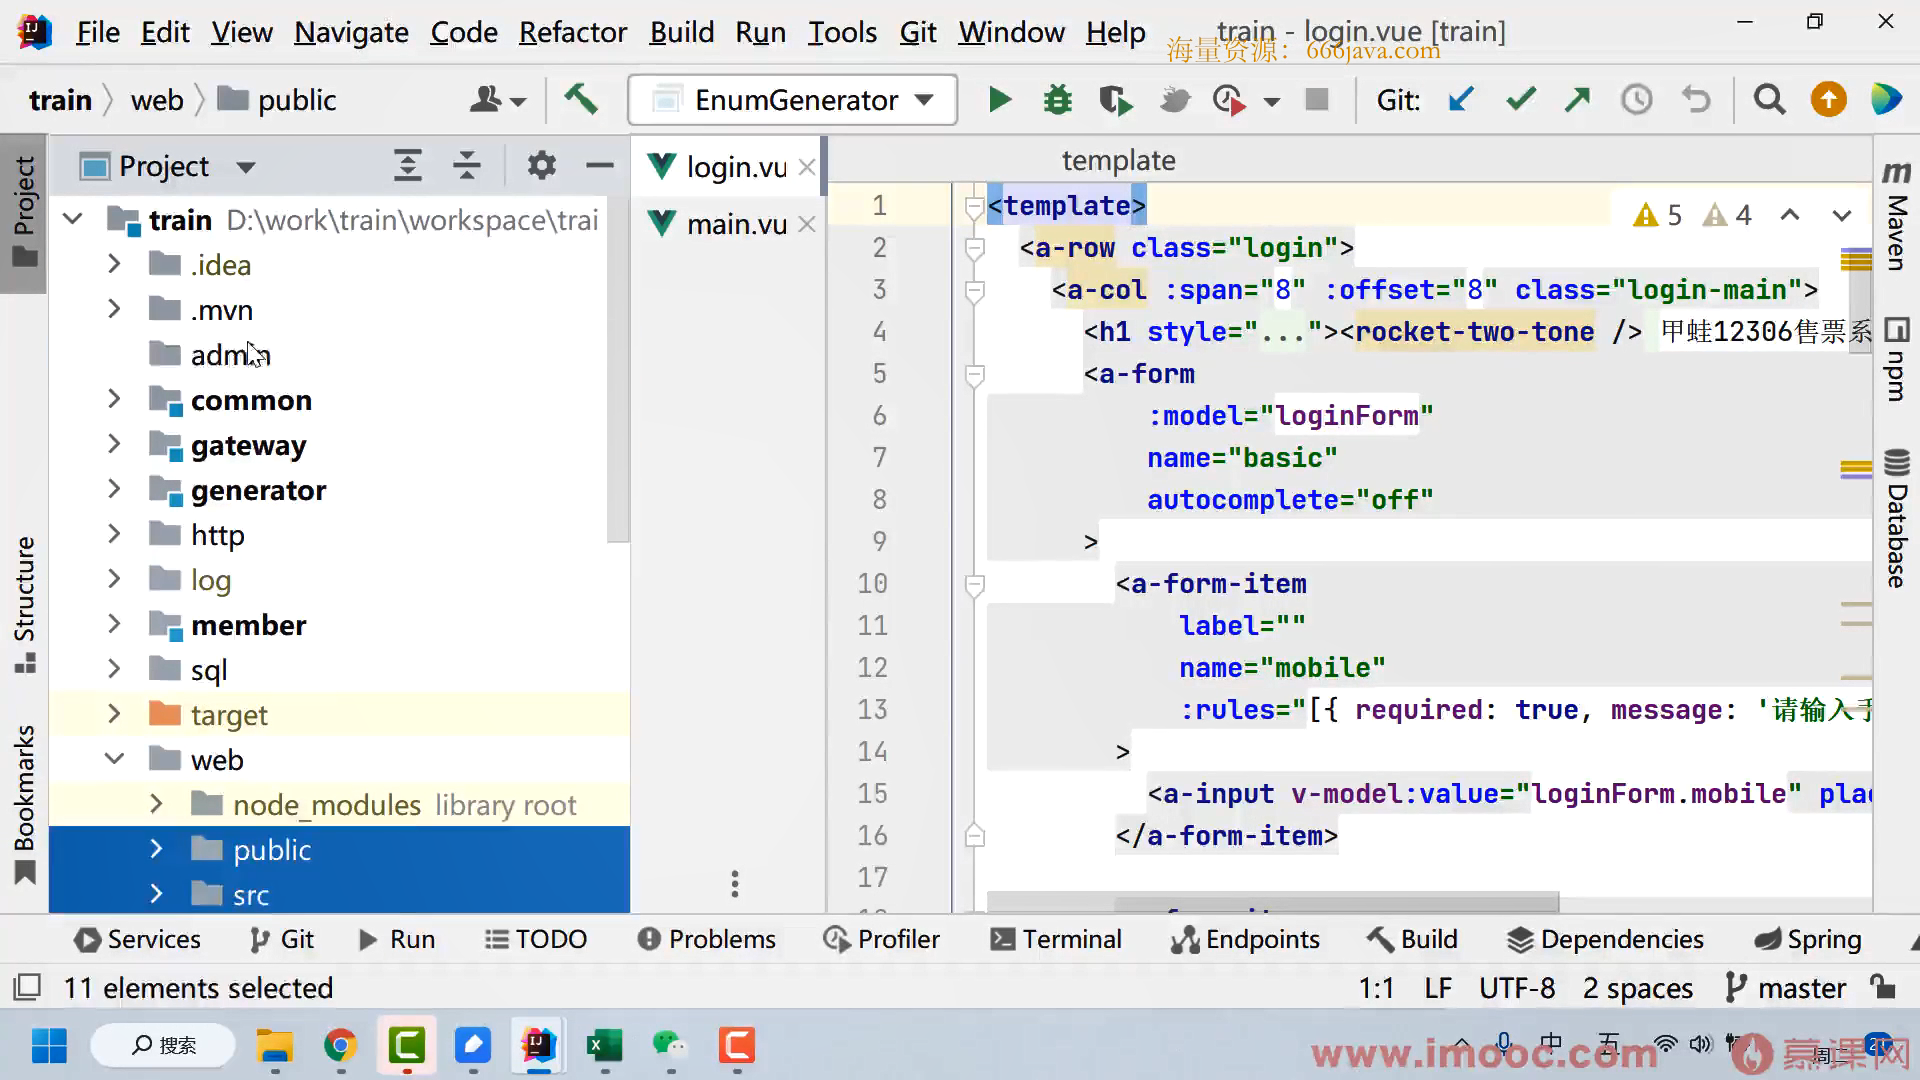 File Edit View Navigate Code Refactor Build Run Tools Git Window Help train - login.vue [train]
海量资源：666java.com
train web public EnumGenerator Git:
Project
login.vu
template
train D:\work\train\workspace\trai
.idea
.mvn
admin
common
gateway
generator
http
log
member
sql
target
web
node_modules library root
public
src
main.vu
1 <template>
2 <a-row class="login">
3 <a-col :span="8" :offset="8" class="login-main">
4 <h1 style="..."><rocket-two-tone /> 甲蛙12306售票系
5 <a-form
6 :model="loginForm"
7 name="basic"
8 autocomplete="off"
9 >
10 <a-form-item
11 label=""
12 name="mobile"
13 :rules="[{ required: true, message: '请输入手
14 >
15 <a-input v-model:value="loginForm.mobile" plac
16 </a-form-item>
17
5 4
Project
Structure
Bookmarks
Maven
npm
Database
Services Git Run TODO Problems Profiler Terminal Endpoints Build Dependencies Spring
11 elements selected 1:1 LF UTF-8 2 spaces master
搜索 中 五
www.imooc.com 慕课网